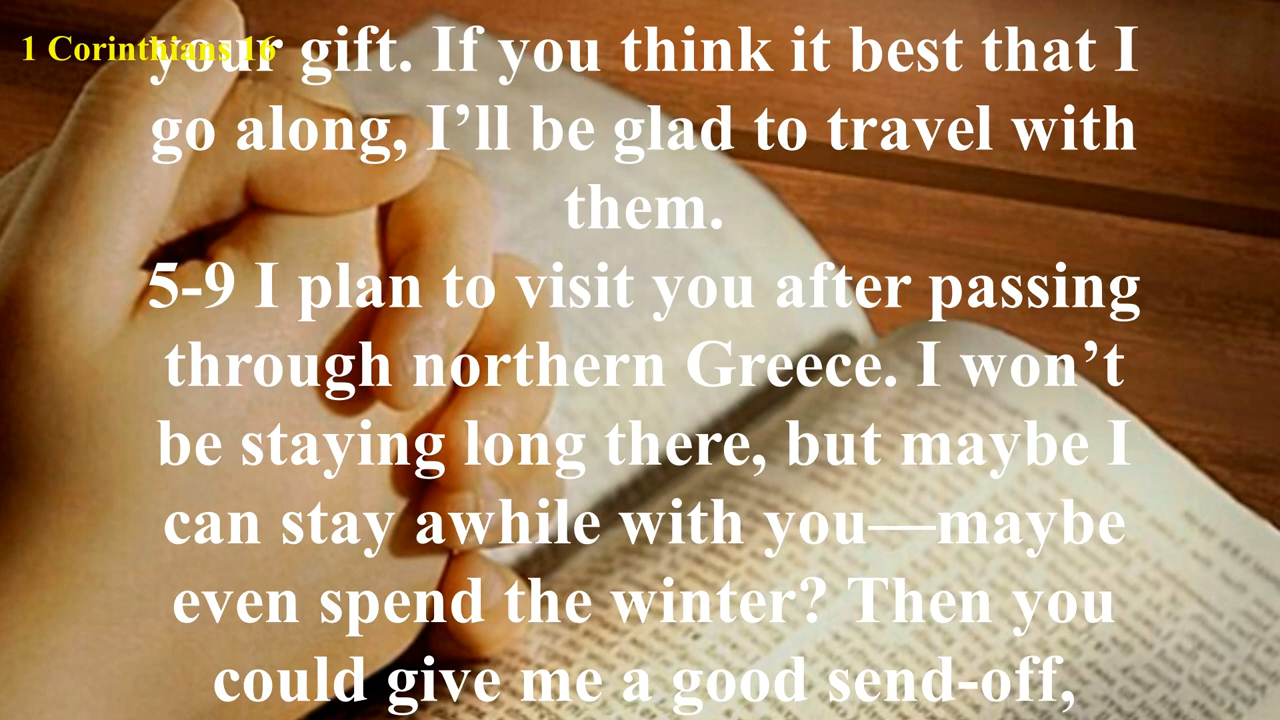 1 Corinthians 16
your gift. If you think it best that I
go along, I’ll be glad to travel with
them.
5-9 I plan to visit you after passing
through northern Greece. I won’t
be staying long there, but maybe I
can stay awhile with you—maybe
even spend the winter? Then you
could give me a good send-off,